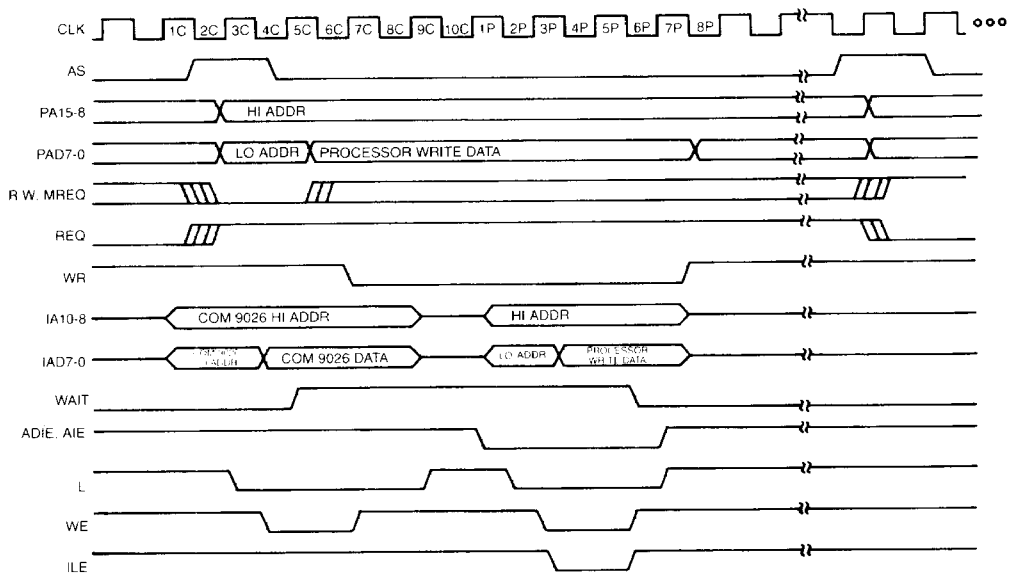 CLK 1C 2C 3C 4C 5C 6C 7C 8C 9C 10C 1P 2P 3P 4P 5P 6P 7P 8P
AS
PA15-8 HI ADDR
PAD7-0 LO ADDR PROCESSOR WRITE DATA
R W. MREQ
REQ
WR
IA10-8 COM 9026 HI ADDR HI ADDR
IAD7-0 ADDR COM 9026 DATA LO ADDR PROCESSOR WRITE DATA
WAIT
ADIE. AIE
L
WE
ILE